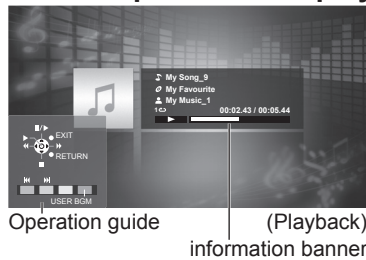 My Song_9
My Favourite
My Music_1
1
00:02.43 / 00:05.44
EXIT
RETURN
USER BGM
Operation guide
(Playback)
information banner